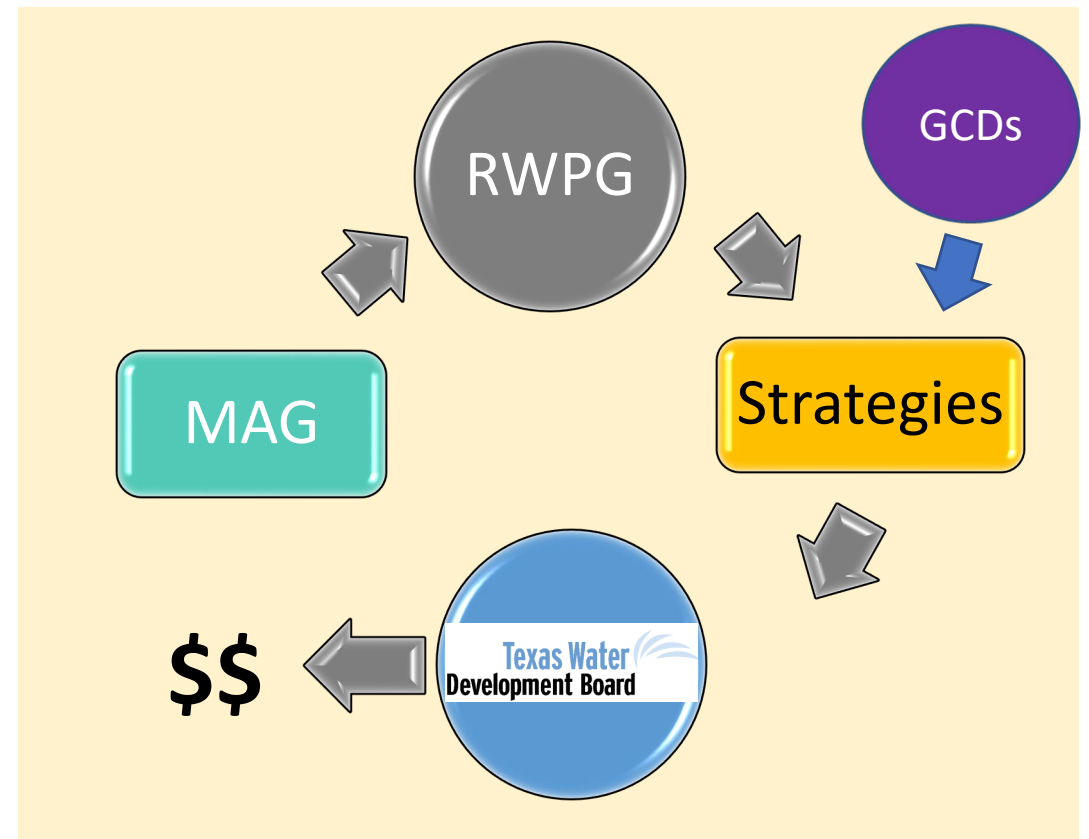 RWPG
GCDs
MAG
Strategies
Texas Water
Development Board
$$